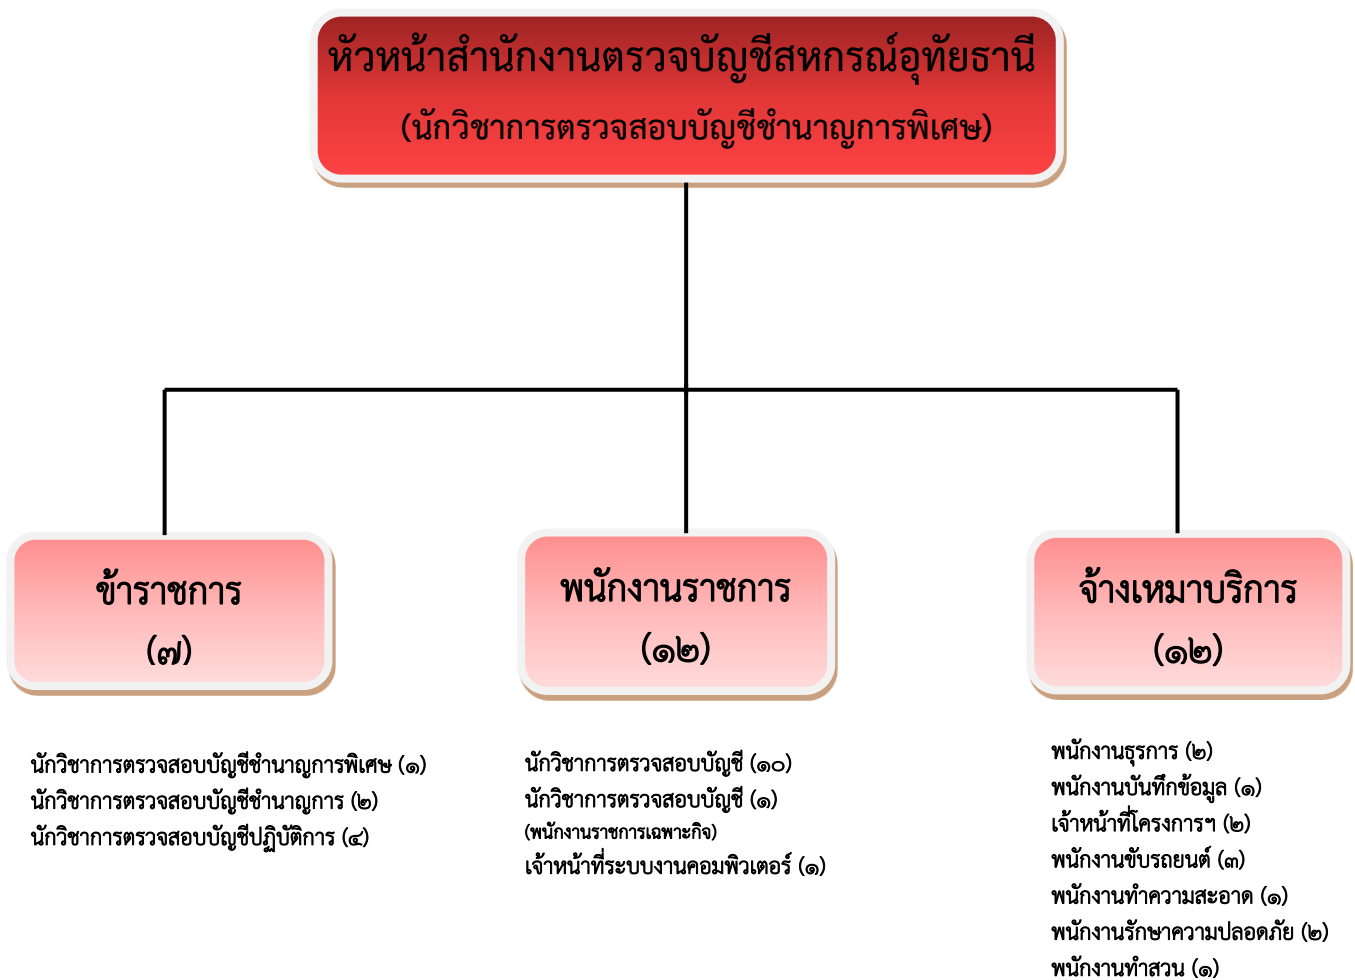 หัวหน้าสำนักงานตรวจบัญชีสหกรณ์อุทัยธานี
(นักวิชาการตรวจสอบบัญชีชำนาญการพิเศษ)
ข้าราชการ
(๗)
นักวิชาการตรวจสอบบัญชีชำนาญการพิเศษ (๑)
นักวิชาการตรวจสอบบัญชีชำนาญการ (๒)
นักวิชาการตรวจสอบบัญชีปฏิบัติการ (๔)
พนักงานราชการ
(๑๒)
นักวิชาการตรวจสอบบัญชี (๑๐)
นักวิชาการตรวจสอบบัญชี (๑)
(พนักงานราชการเฉพาะกิจ)
เจ้าหน้าที่ระบบงานคอมพิวเตอร์ (๑)
จ้างเหมาบริการ
(๑๒)
พนักงานธุรการ (๒)
พนักงานบันทึกข้อมูล (๑)
เจ้าหน้าที่โครงการฯ (๒)
พนักงานขับรถยนต์ (๓)
พนักงานทำความสะอาด (๑)
พนักงานรักษาความปลอดภัย (๒)
พนักงานทำสวน (๑)